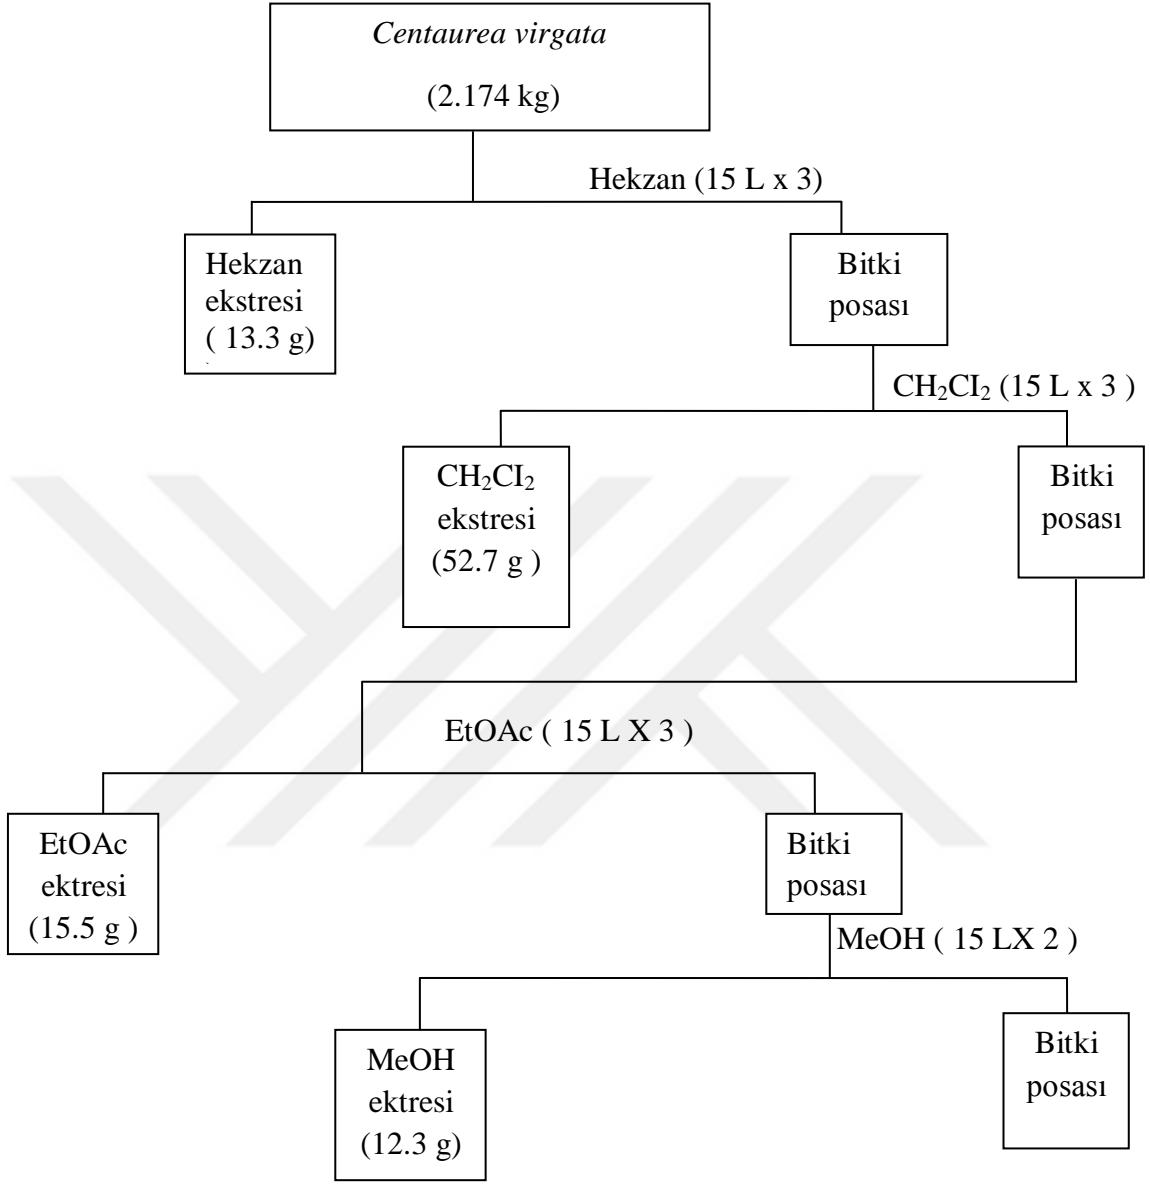 Centaurea virgata
(2.174 kg)
Hekzan (15 L x 3)
Hekzan
ekstresi
( 13.3 g)
Bitki
posası
CH₂CI₂ (15 L x 3 )
CH₂CI₂
ekstresi
(52.7 g )
Bitki
posası
EtOAc ( 15 L X 3 )
EtOAc
ektresi
(15.5 g )
Bitki
posası
MeOH ( 15 LX 2 )
MeOH
ektresi
(12.3 g)
Bitki
posası